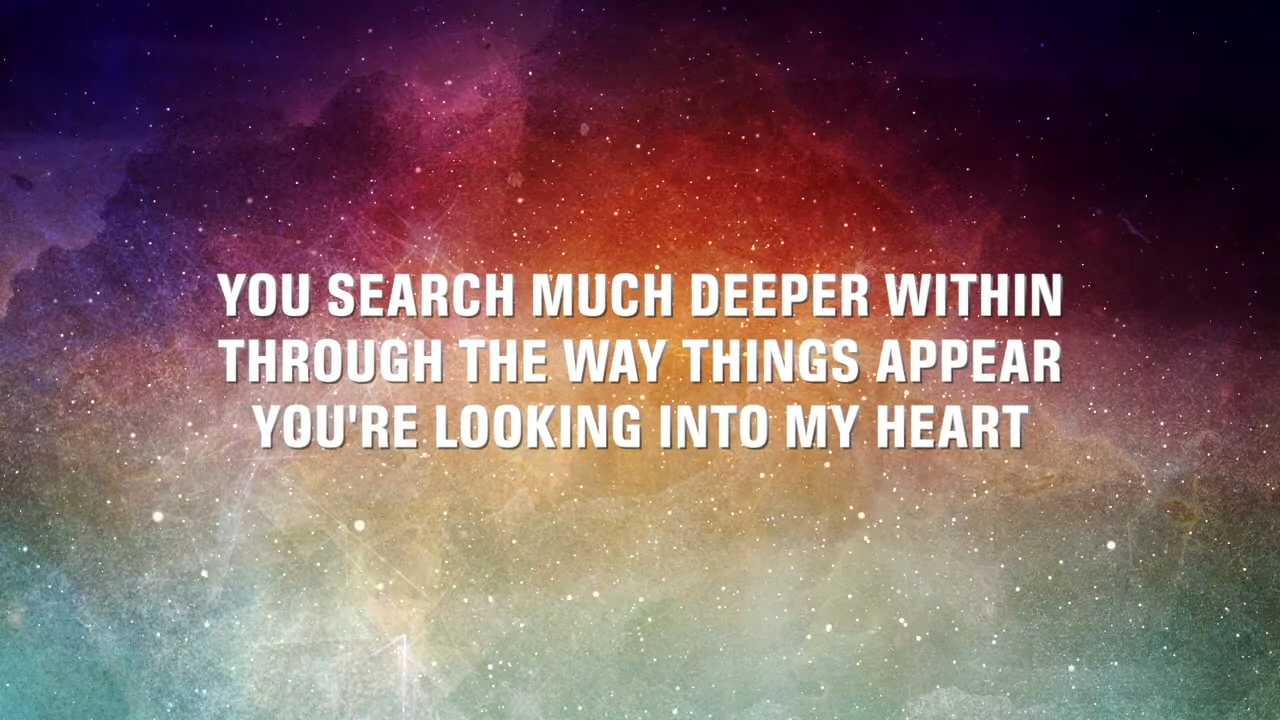 YOU SEARCH MUCH DEEPER WITHIN
THROUGH THE WAY THINGS APPEAR
YOU'RE LOOKING INTO MY HEART